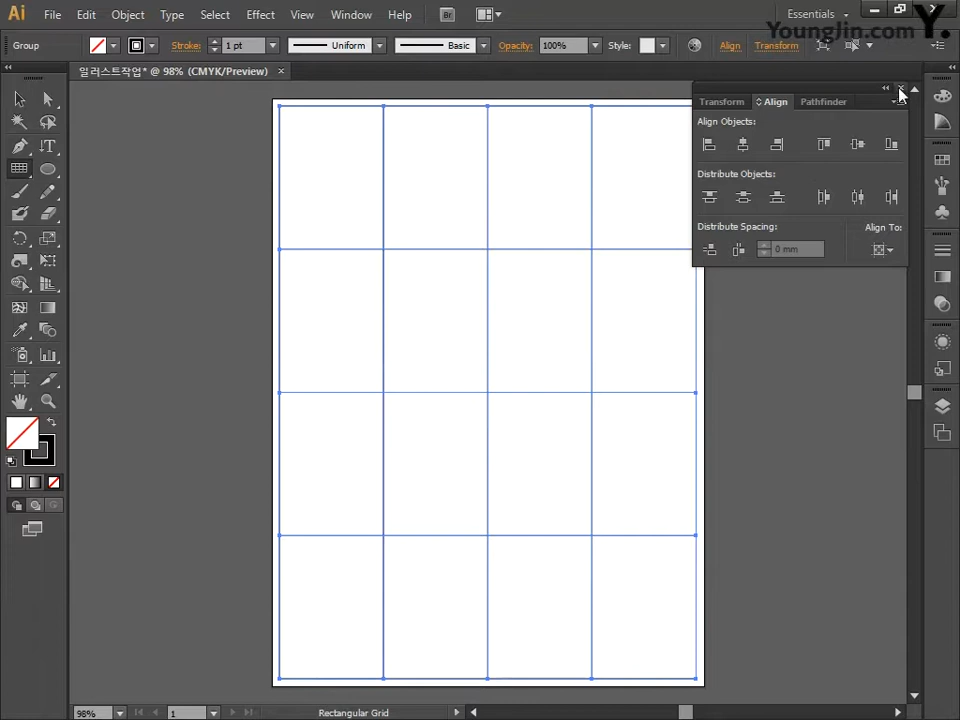 Ai File Edit Object Type Select Effect View Window Help Br Essentials
YoungJin.com Y.
Group Stroke: 1 pt Uniform Basic Opacity: 100% Style: Align Transform
일러스트작업* @ 98% (CMYK/Preview) ×
Transform Align Pathfinder
Align Objects:
Distribute Objects:
Distribute Spacing: Align To:
0 mm
T
98% 1 Rectangular Grid